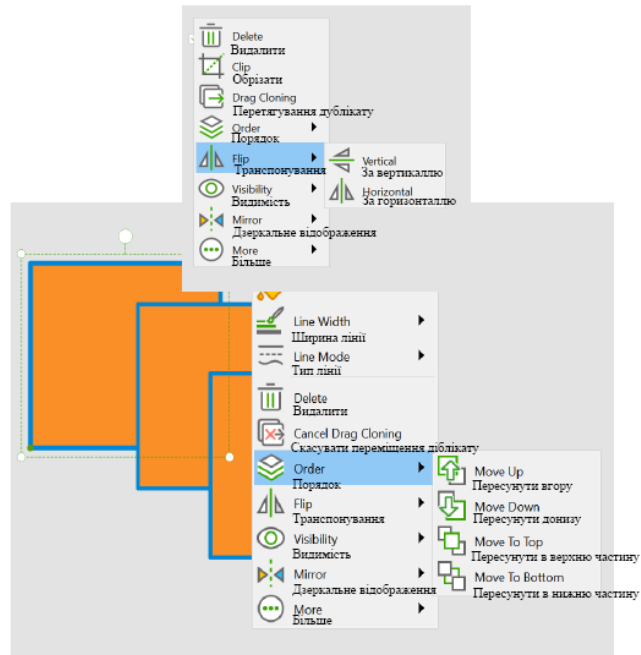 Delete
Видалити
Clip
Обрізати
Drag Cloning
Перетягування дублікату
Order
Порядок
Flip
Транспонування
Vertical
За вертикаллю
Horizontal
За горизонталлю
Visibility
Видимість
Mirror
Дзеркальне відображення
More
Більше
Line Width
Ширина лінії
Line Mode
Тип лінії
Delete
Видалити
Cancel Drag Cloning
Скасувати переміщення діблікату
Order
Порядок
Move Up
Пересунути вгору
Flip
Транспонування
Move Down
Пересунути донизу
Visibility
Видимість
Move To Top
Пересунути в верхню частину
Mirror
Дзеркальне відображення
Move To Bottom
Пересунути в нижню частину
More
Більше